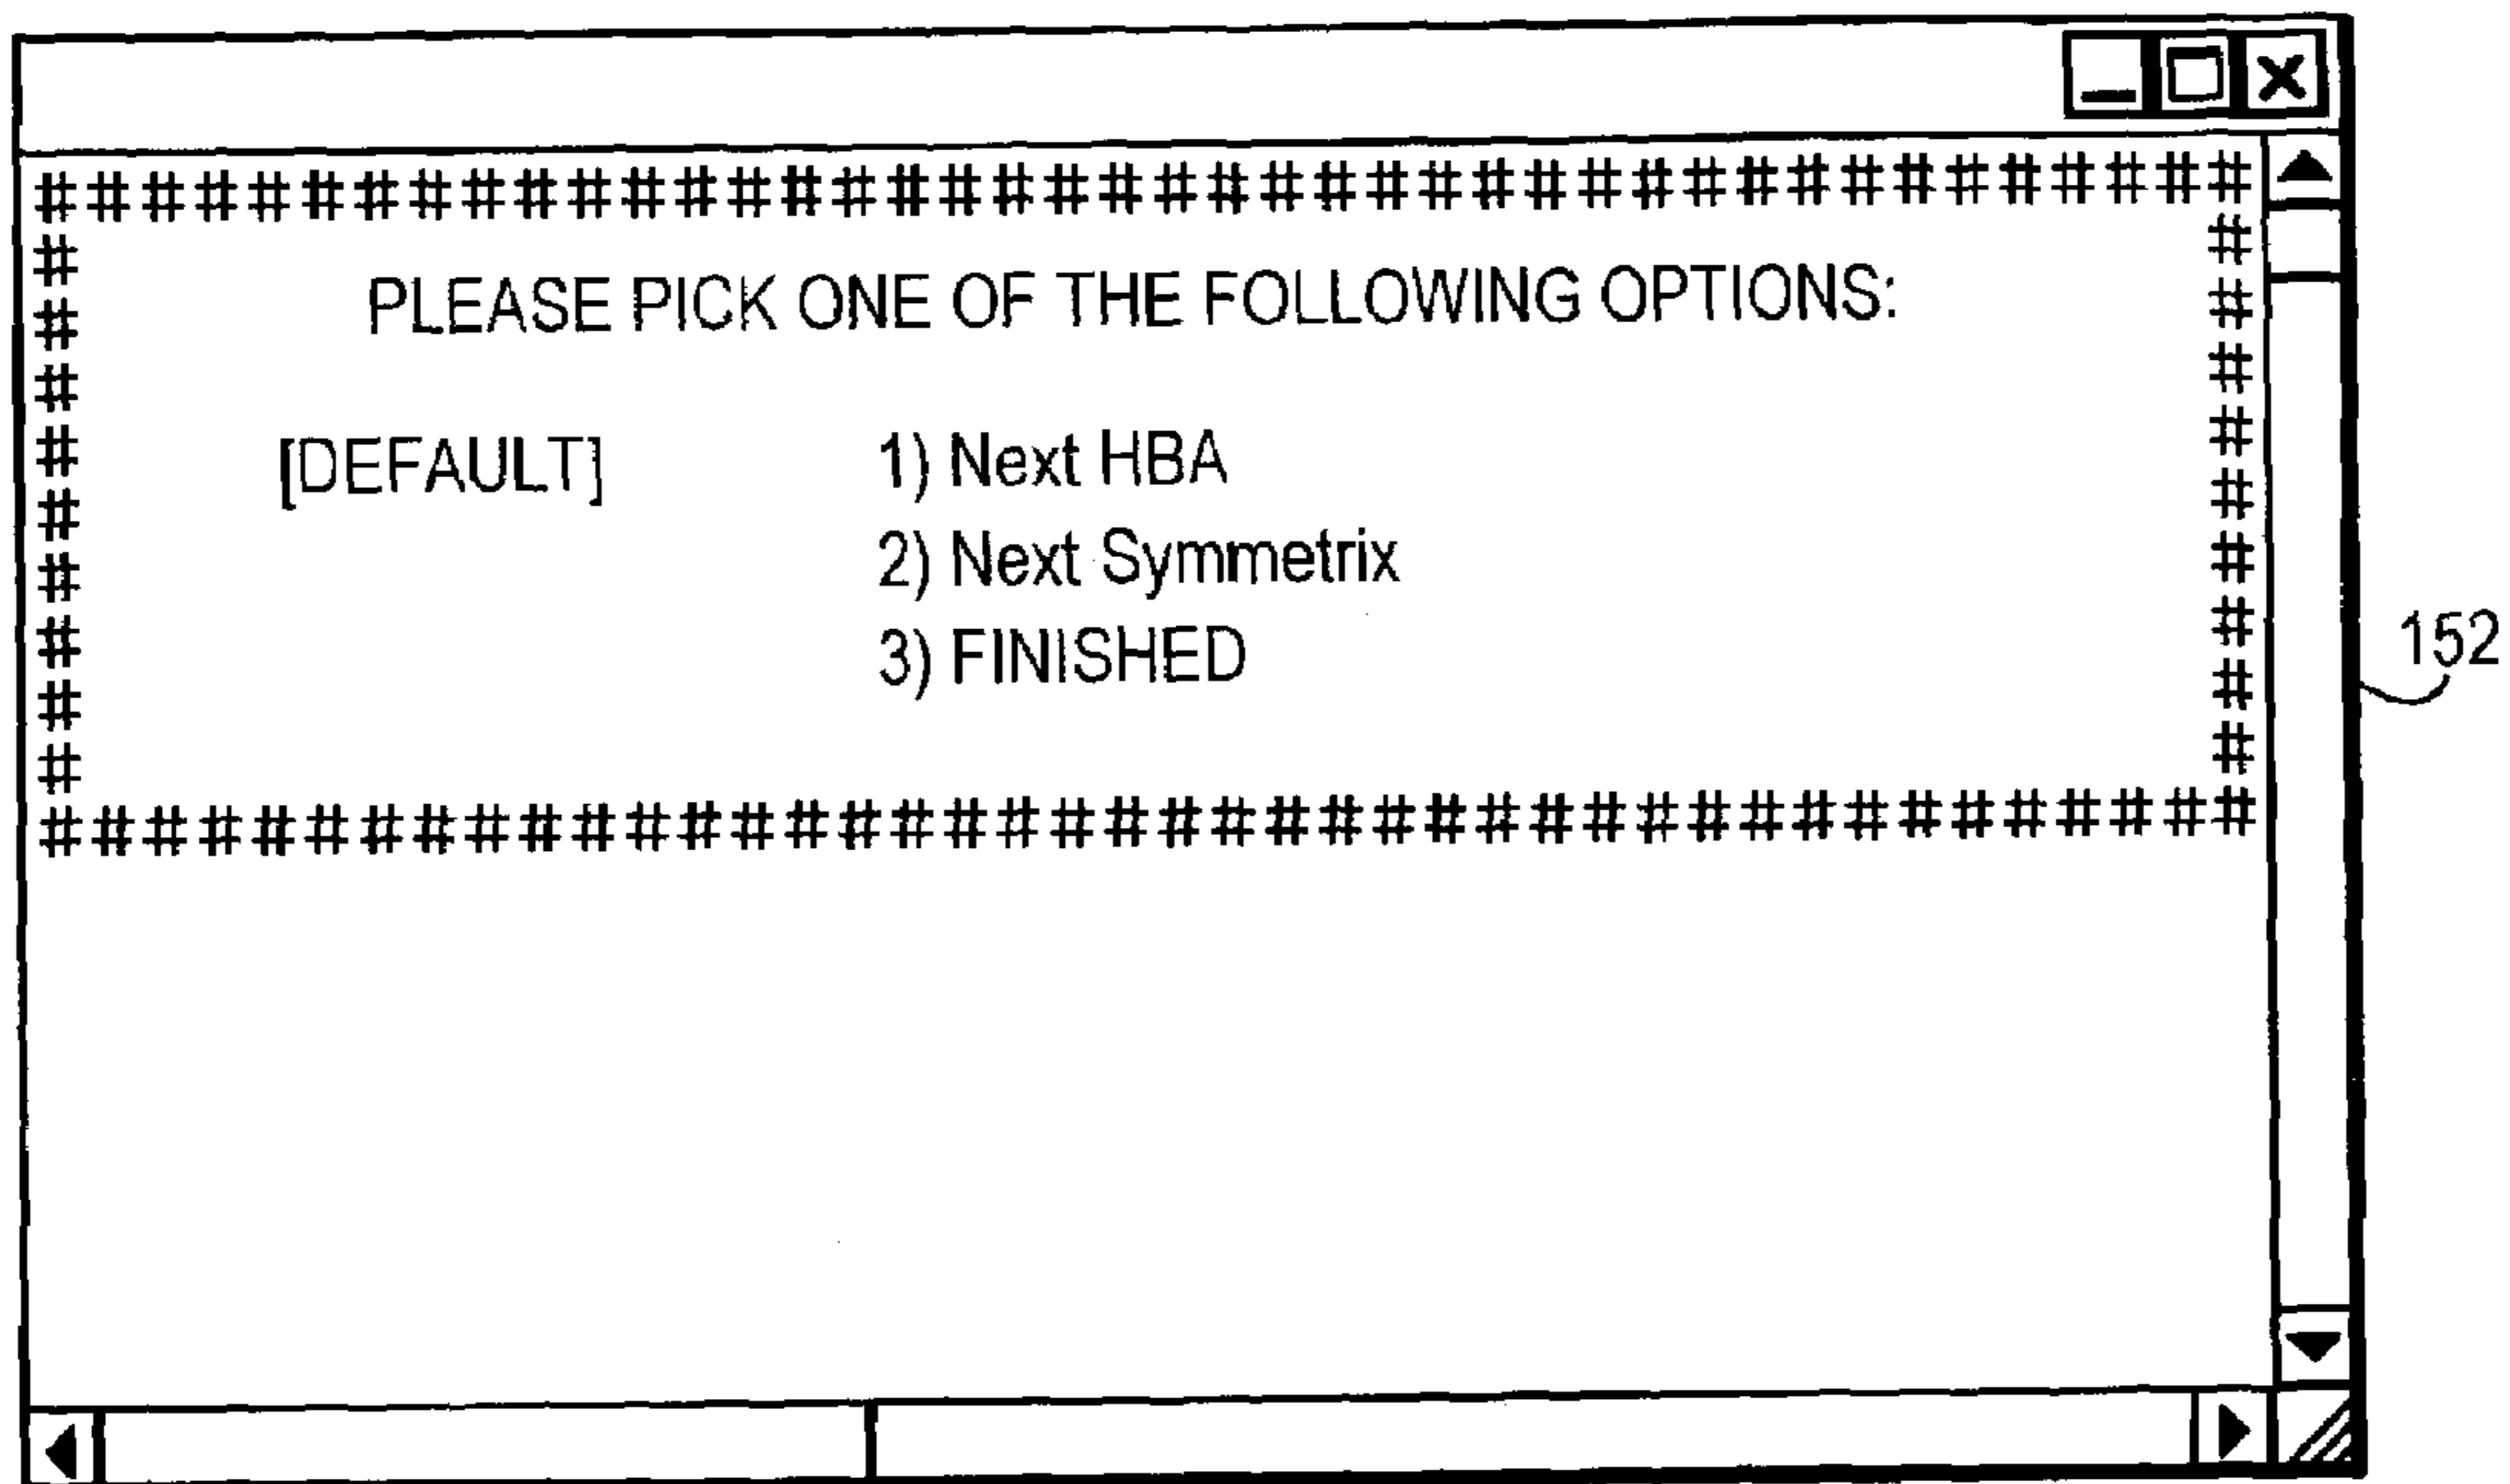 ##########################################
# #
# PLEASE PICK ONE OF THE FOLLOWING OPTIONS: #
# #
# [DEFAULT] 1) Next HBA #
# 2) Next Symmetrix #
# 3) FINISHED #
# #
# #
# #
##########################################
152